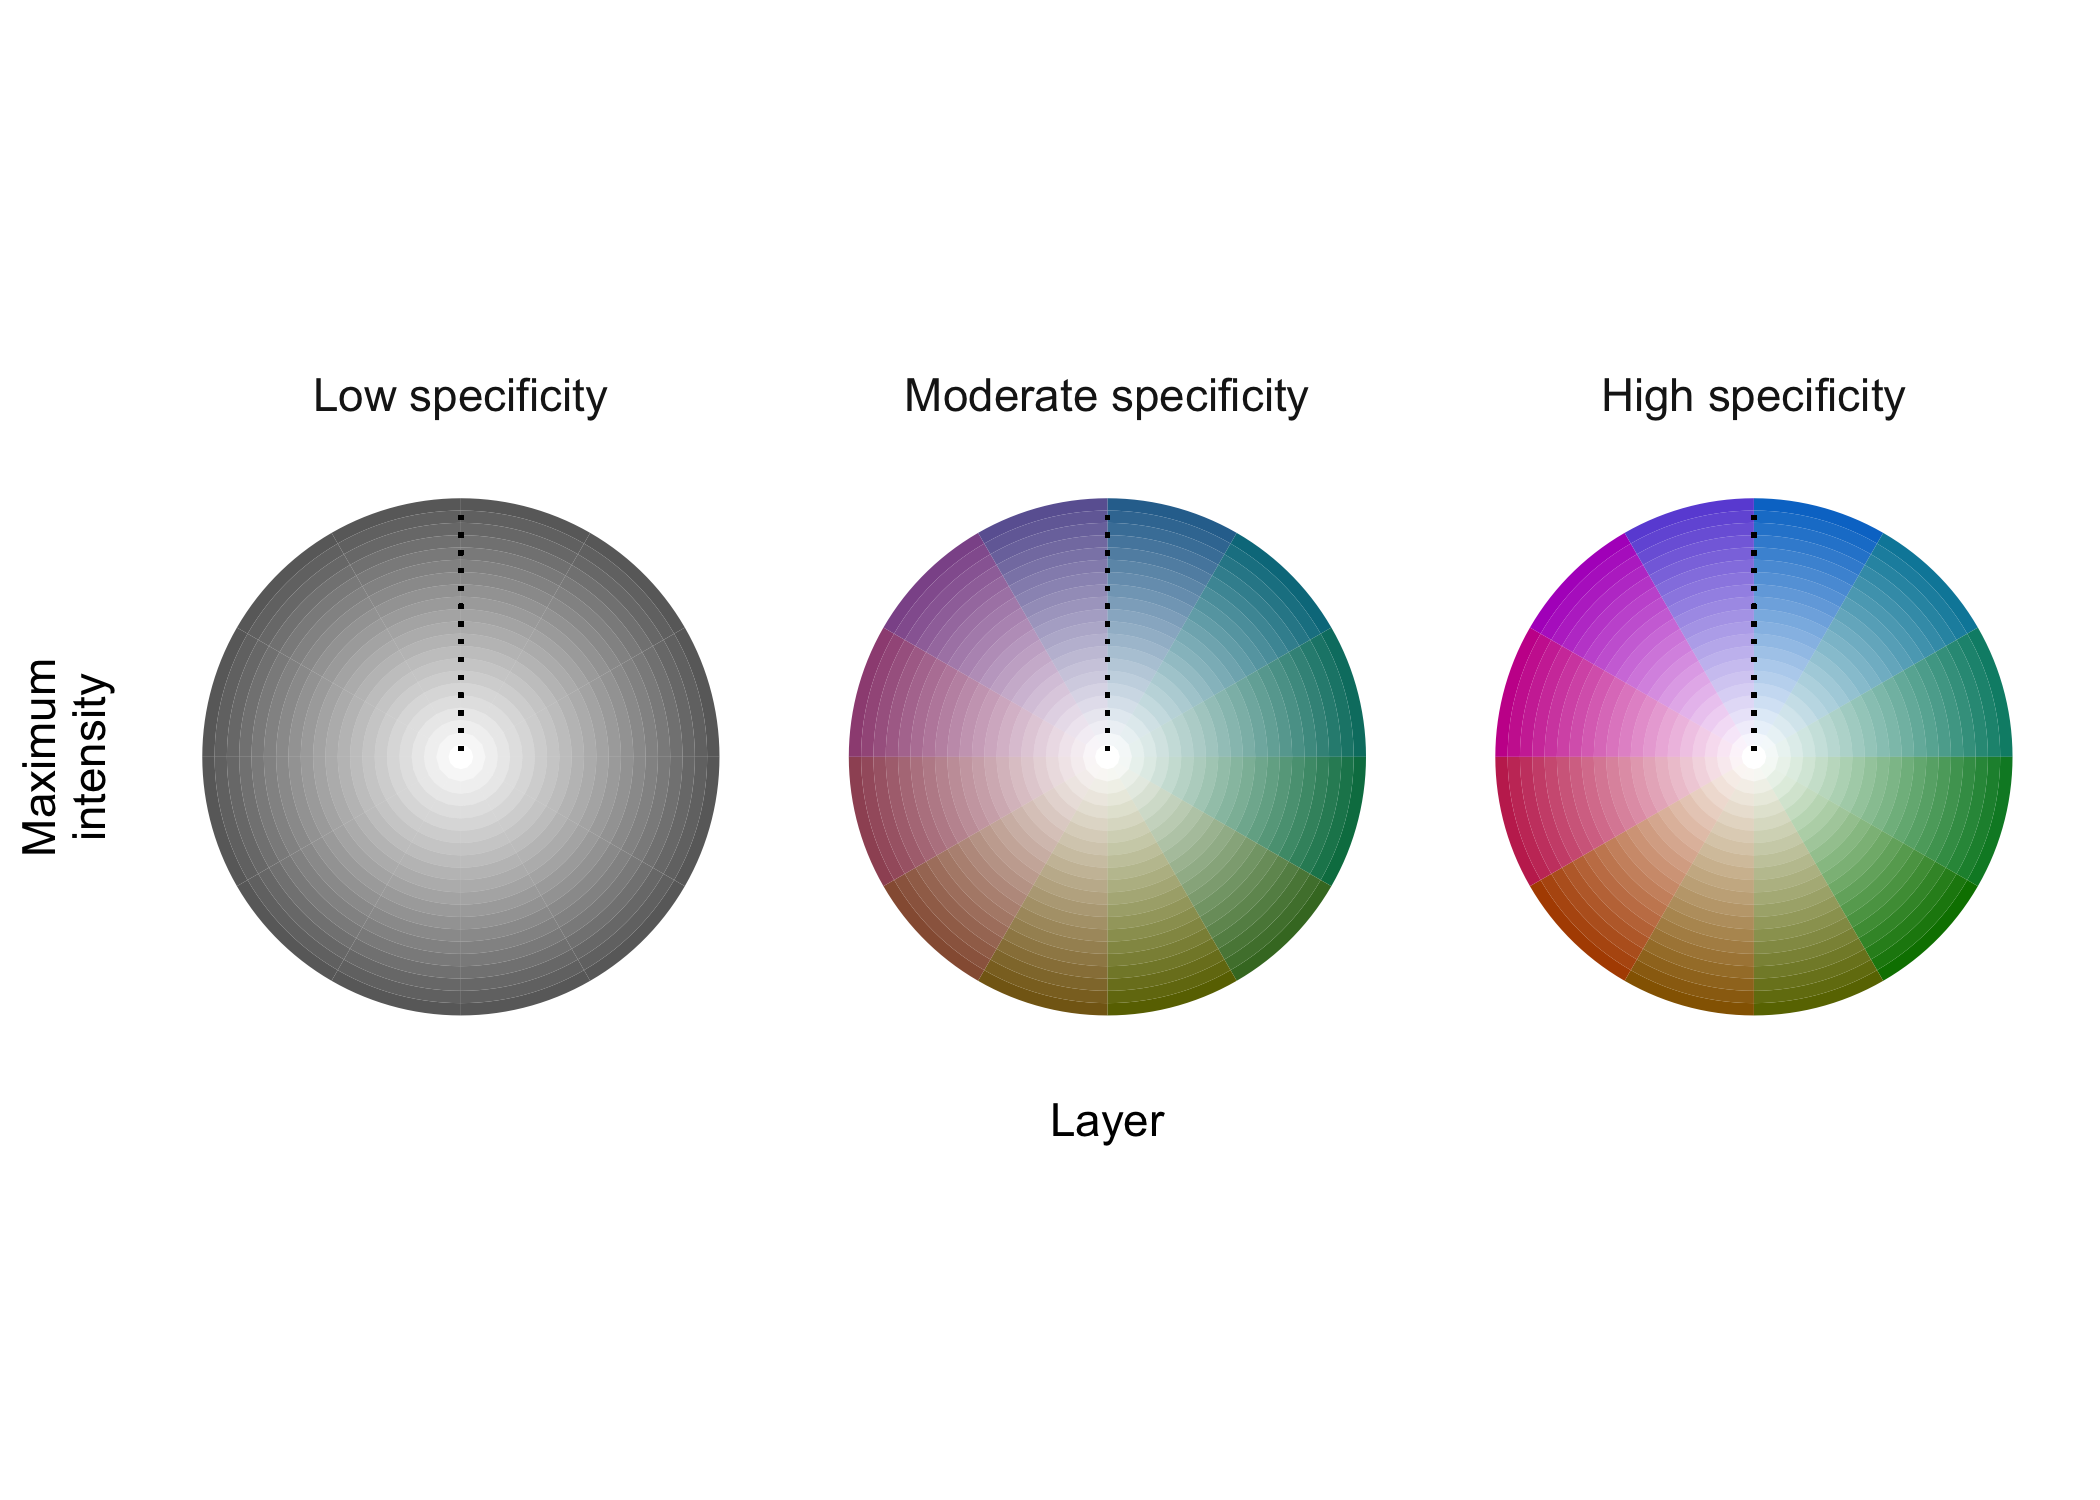 Low specificity
Moderate specificity
High specificity
Maximum
intensity
Layer